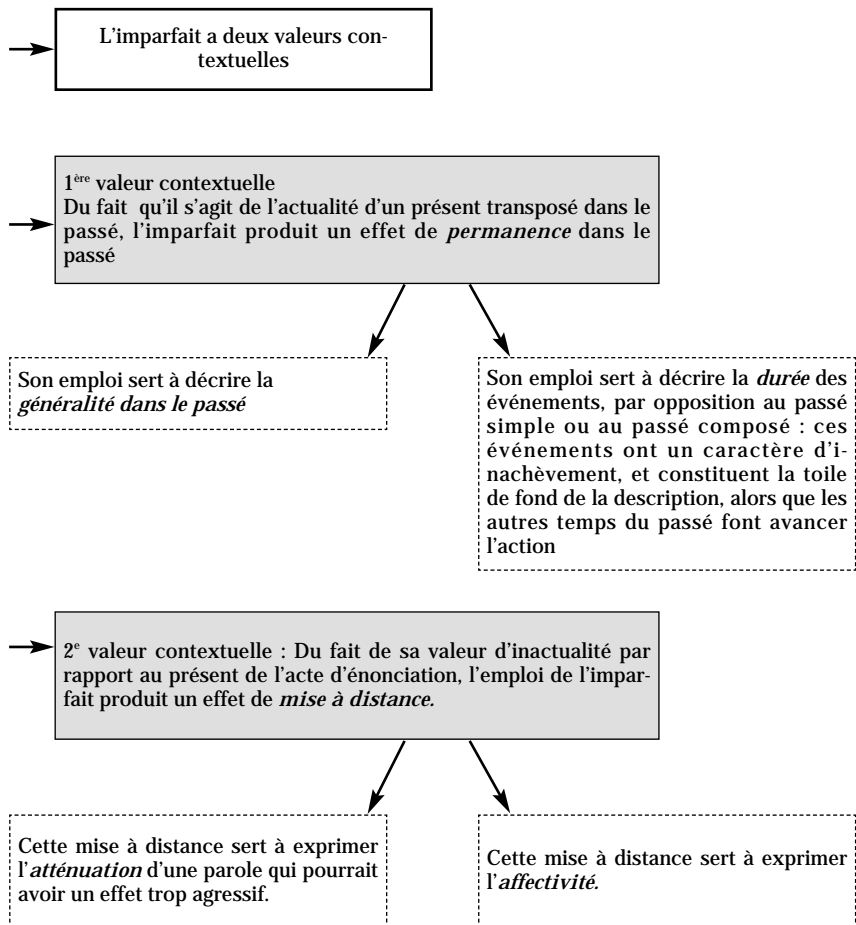 L'imparfait a deux valeurs con-
textuelles
1ère valeur contextuelle
Du fait qu'il s'agit de l'actualité d'un présent transposé dans le
passé, l'imparfait produit un effet de permanence dans le
passé
Son emploi sert à décrire la
généralité dans le passé
Son emploi sert à décrire la durée des
événements, par opposition au passé
simple ou au passé composé : ces
événements ont un caractère d'i-
nachèvement, et constituent la toile
de fond de la description, alors que les
autres temps du passé font avancer
l'action
2e valeur contextuelle : Du fait de sa valeur d'inactualité par
rapport au présent de l'acte d'énonciation, l'emploi de l'impar-
fait produit un effet de mise à distance.
Cette mise à distance sert à exprimer
l'atténuation d'une parole qui pourrait
avoir un effet trop agressif.
Cette mise à distance sert à exprimer
l'affectivité.